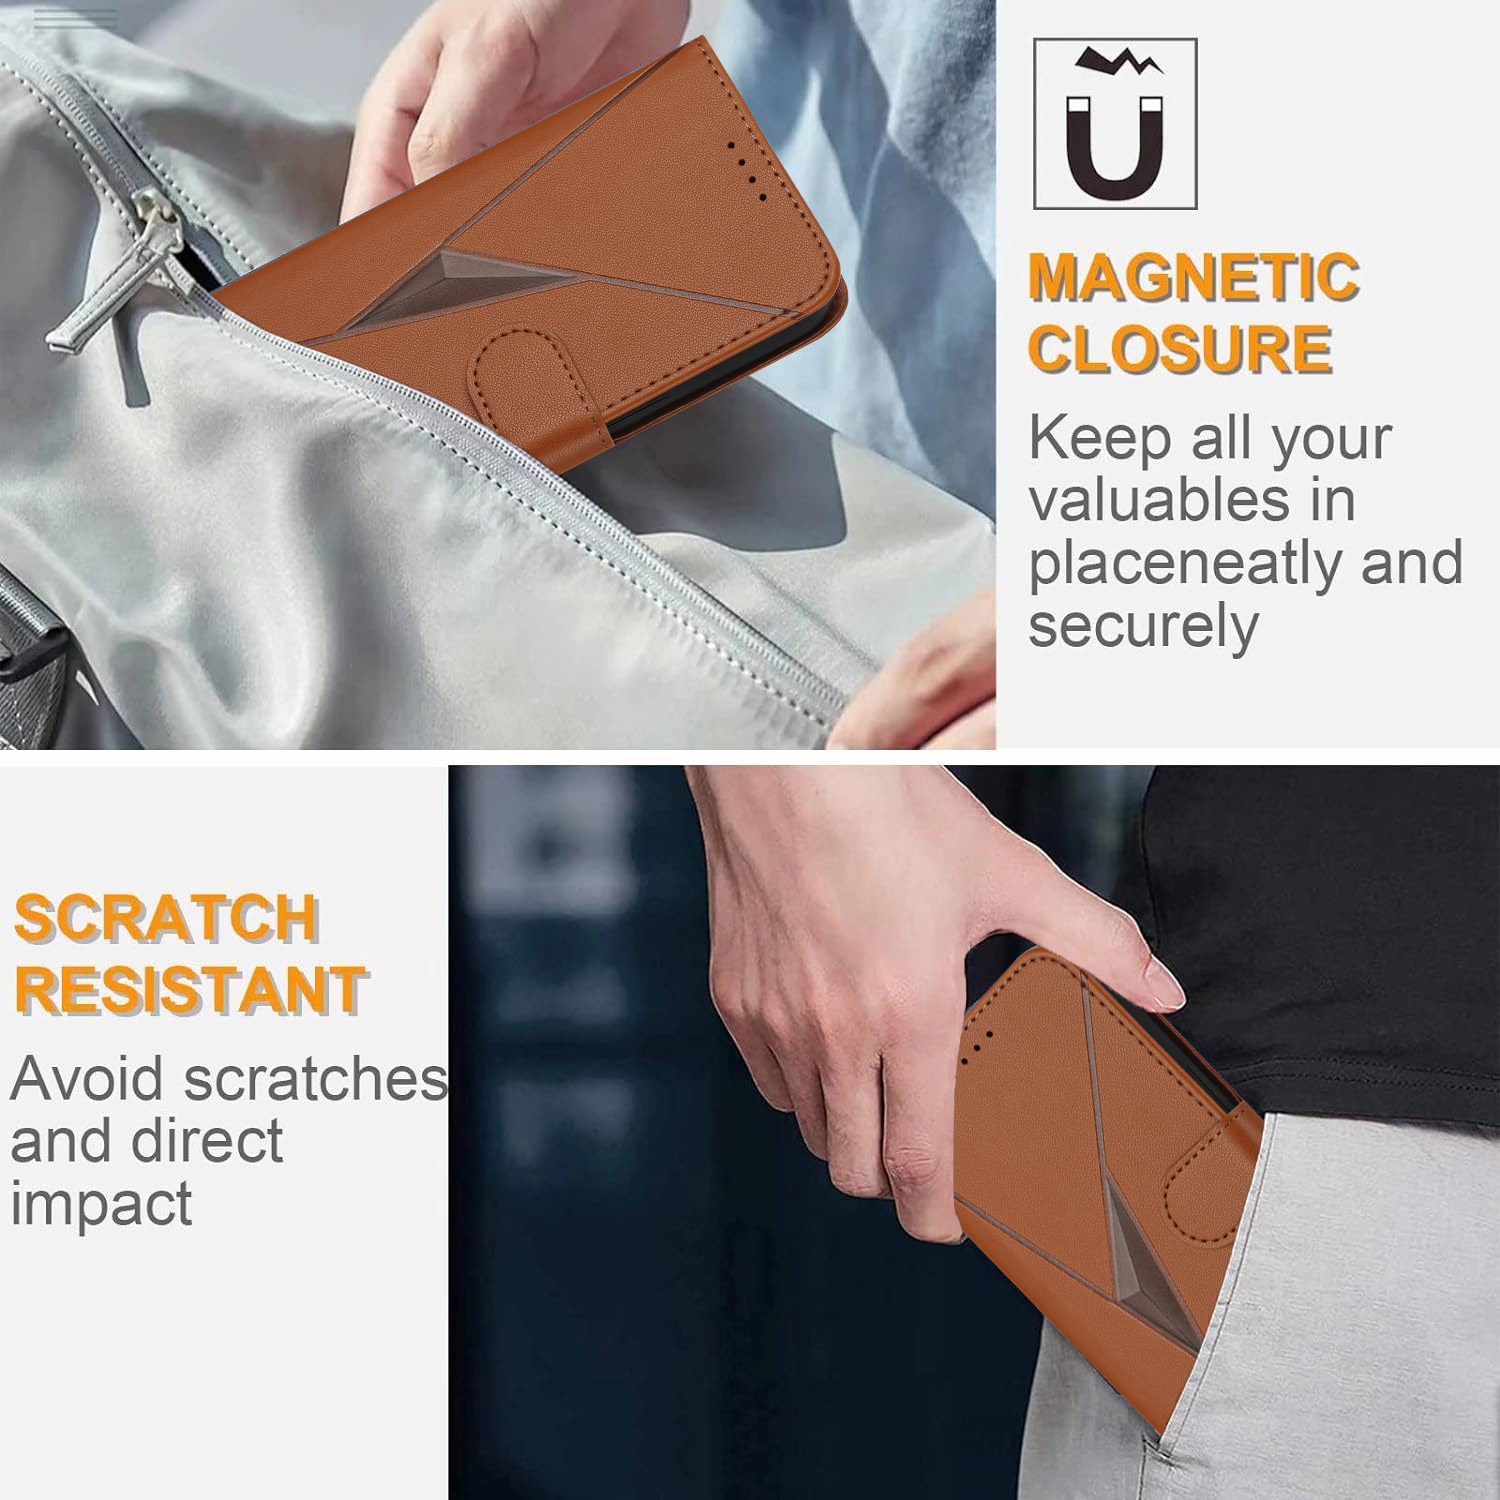 MAGNETIC
CLOSURE
Keep all your
valuables in
placeneatly and
securely
SCRATCH
RESISTANT
Avoid scratches
and direct
impact